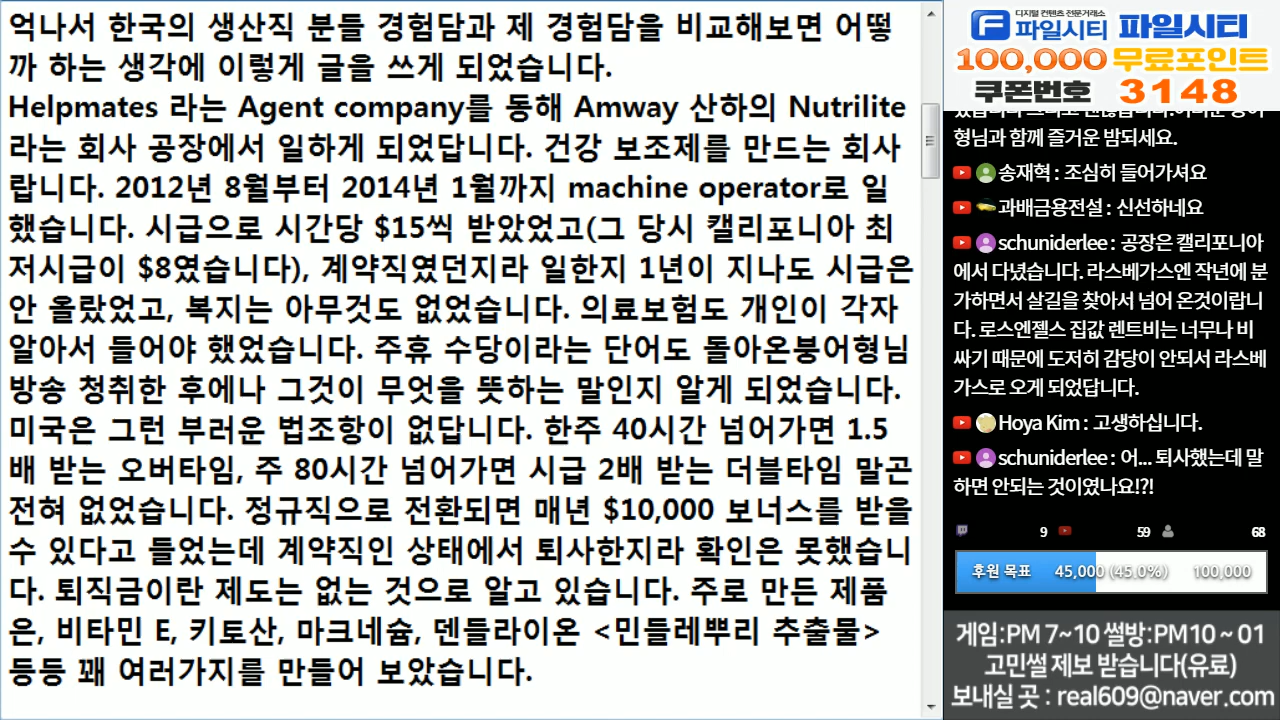 억나서 한국의 생산직 분들 경험담과 제 경험담을 비교해보면 어떻
까 하는 생각에 이렇게 글을 쓰게 되었습니다.
Helpmates 라는 Agent company를 통해 Amway 산하의 Nutrilite
라는 회사 공장에서 일하게 되었답니다. 건강 보조제를 만드는 회사
랍니다. 2012년 8월부터 2014년 1월까지 machine operator로 일
했습니다. 시급으로 시간당 $15씩 받았었고(그 당시 캘리포니아 최
저시급이 $8였습니다), 계약직였던지라 일한지 1년이 지나도 시급은
안 올랐었고, 복지는 아무것도 없었습니다. 의료보험도 개인이 각자
알아서 들어야 했었습니다. 주휴 수당이라는 단어도 돌아온붕어형님
방송 청취한 후에나 그것이 무엇을 뜻하는 말인지 알게 되었습니다.
미국은 그런 부러운 법조항이 없답니다. 한주 40시간 넘어가면 1.5
배 받는 오버타임, 주 80시간 넘어가면 시급 2배 받는 더블타임 말곤
전혀 없었습니다. 정규직으로 전환되면 매년 $10,000 보너스를 받을
수 있다고 들었는데 계약직인 상태에서 퇴사한지라 확인은 못했습니
다. 퇴직금이란 제도는 없는 것으로 알고 있습니다. 주로 만든 제품
은, 비타민 E, 키토산, 마크네슘, 덴들라이온 <민들레뿌리 추출물>
등등 꽤 여러가지를 만들어 보았습니다.
디지털 컨텐츠 전문거래소
파일시티 파일시티
100,000 무료포인트
쿠폰번호 3148
형님과 함께 즐거운 밤되세요.
송재혁 : 조심히 들어가셔요
과배금용전설 : 신선하네요
schuniderlee : 공장은 캘리포니아
에서 다녔습니다. 라스베가스엔 작년에 분
가하면서 살길을 찾아서 넘어 온것이랍니
다. 로스엔젤스 집값 렌트비는 너무나 비
싸기 때문에 도저히 감당이 안되서 라스베
가스로 오게 되었답니다.
Hoya Kim : 고생하십니다.
schuniderlee : 어... 퇴사했는데 말
하면 안되는 것이였나요!?!
9 59 68
후원 목표 45,000 (45.0%) 100,000
게임:PM 7~10 썰방:PM10 ~ 01
고민썰 제보 받습니다(유료)
보내실 곳 : real609@naver.com